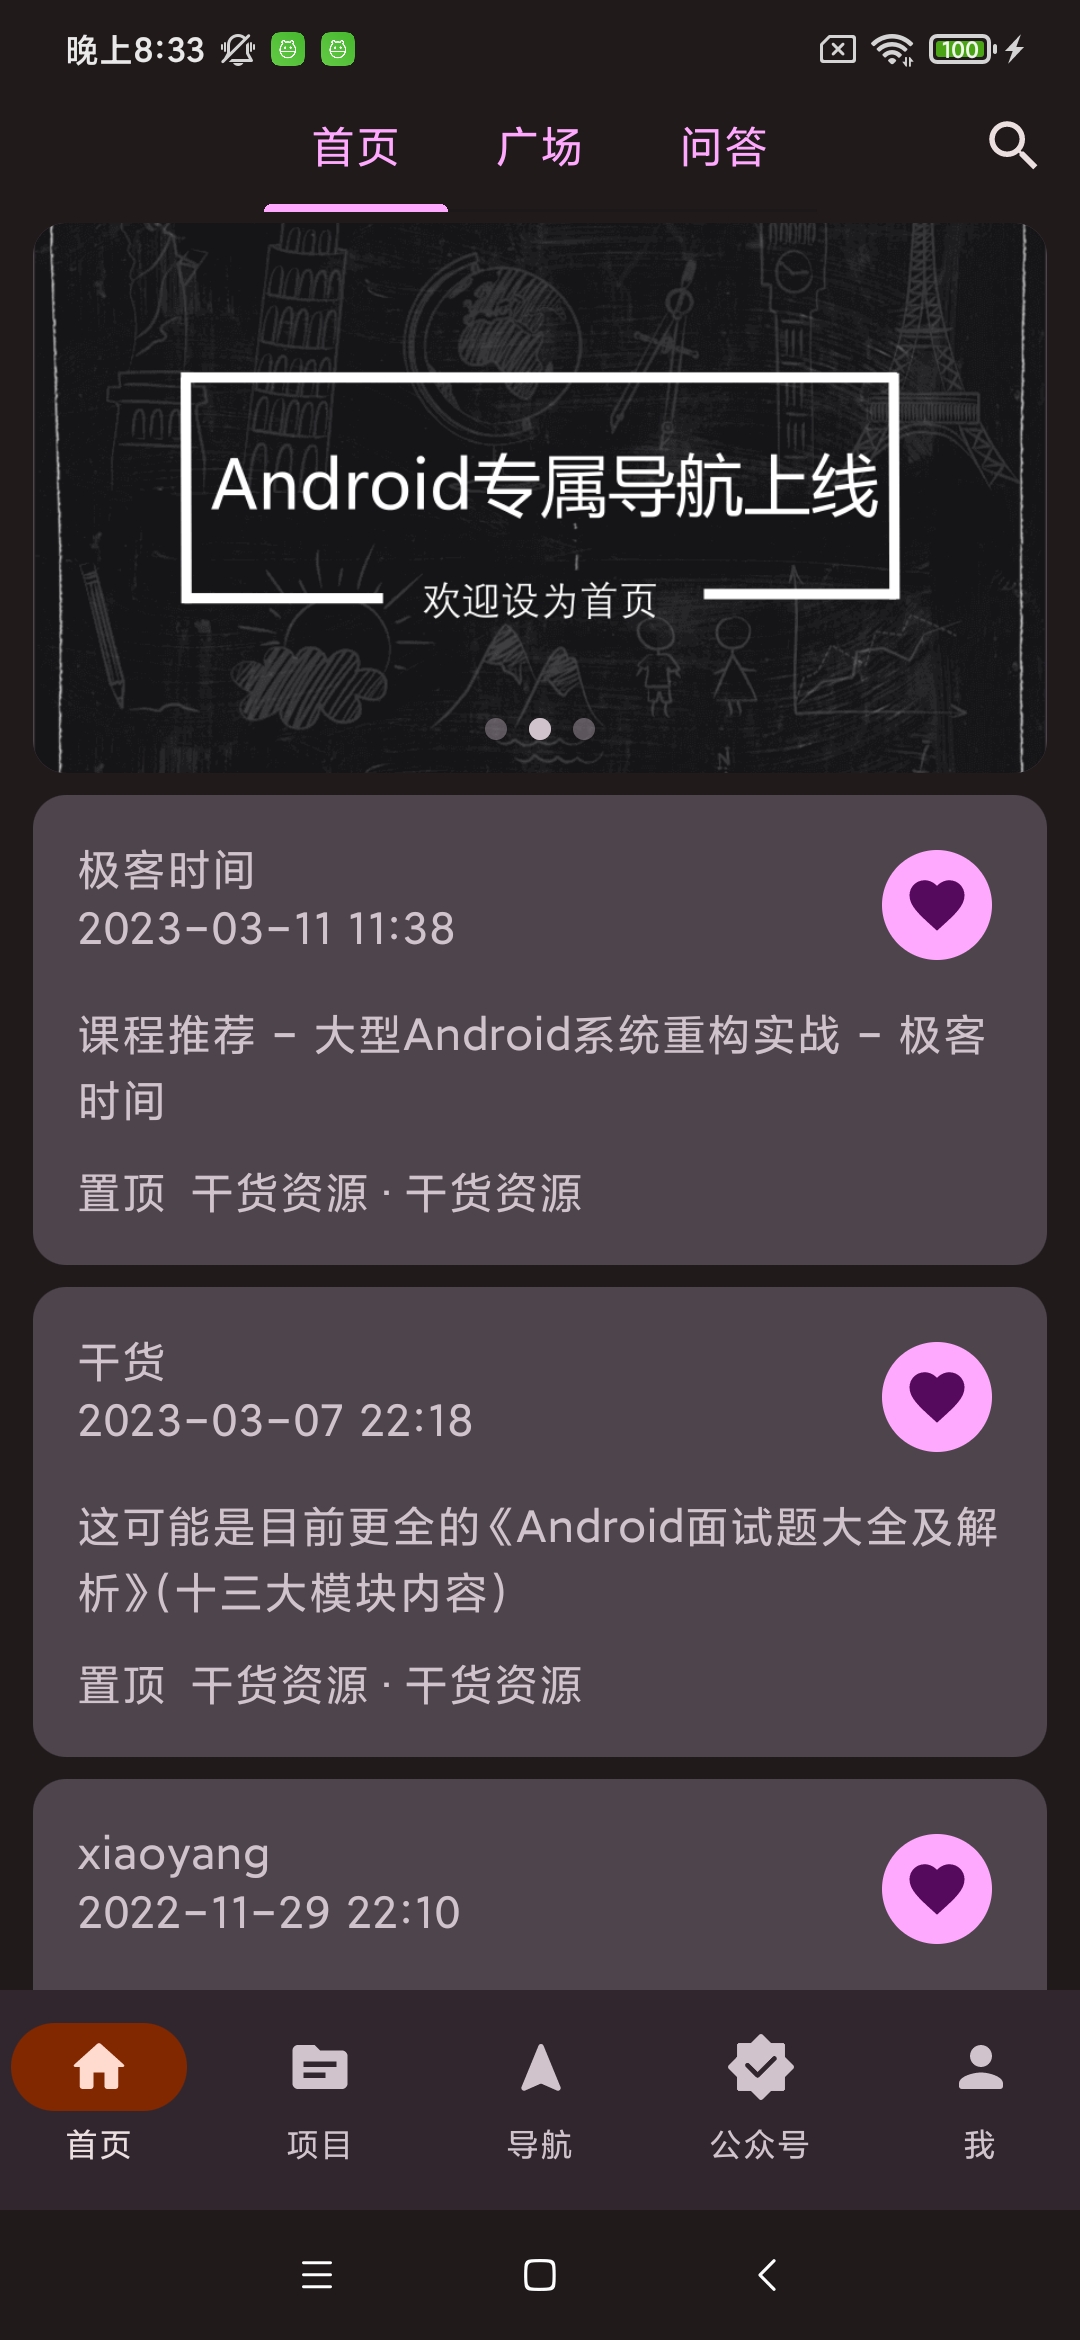 晚上8:33
100
首页 广场 问答
Android专属导航上线
欢迎设为首页
极客时间
2023-03-11 11:38
课程推荐 - 大型Android系统重构实战 - 极客
时间
置顶 干货资源·干货资源
干货
2023-03-07 22:18
这可能是目前更全的《Android面试题大全及解
析》(十三大模块内容)
置顶 干货资源·干货资源
xiaoyang
2022-11-29 22:10
首页 项目 导航 公众号 我